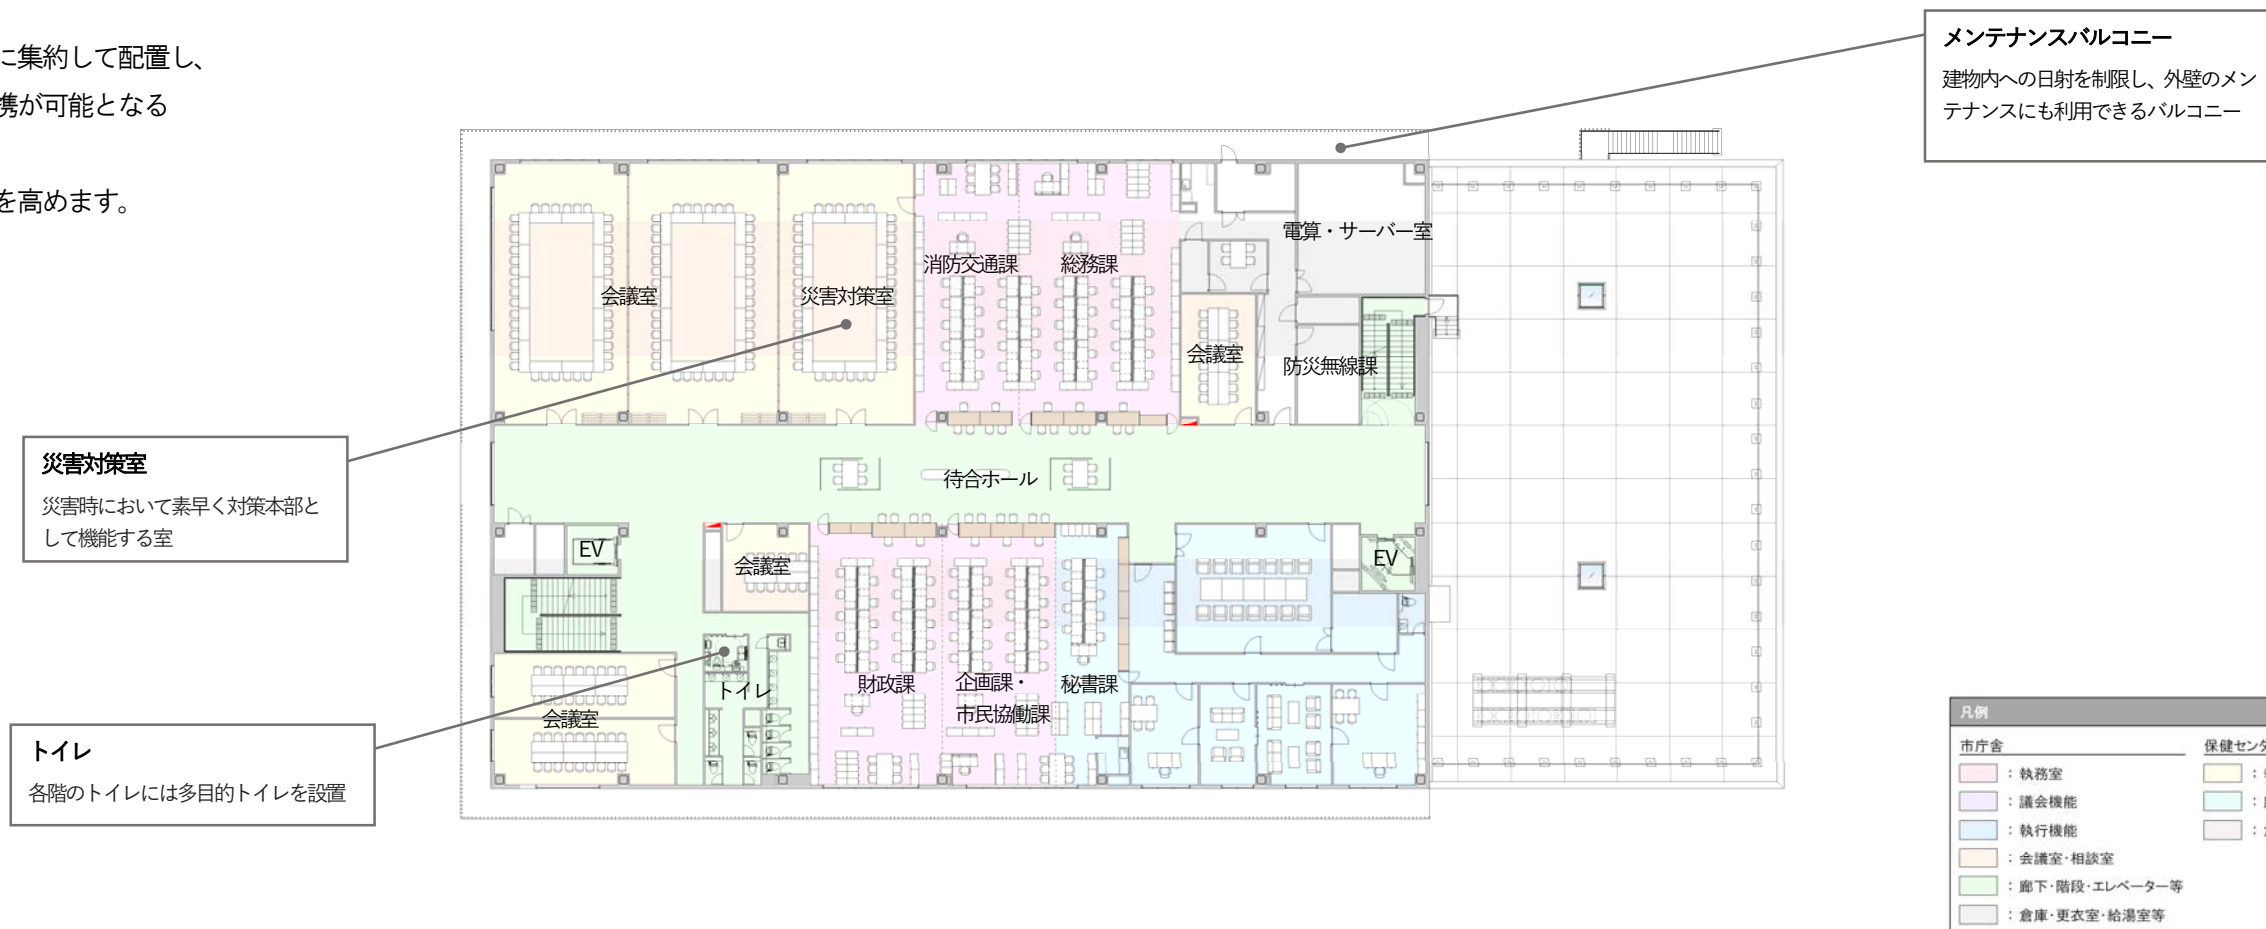 に集約して配置し、
携が可能となる
を高めます。
メンテナンスバルコニー
建物内への日射を制限し、外壁のメン
テナンスにも利用できるバルコニー
電算・サーバー室
消防交通課
総務課
会議室
災害対策室
会議室
防災無線課
災害対策室
災害時において素早く対策本部と
して機能する室
待合ホール
EV
会議室
EV
トイレ
財政課
企画課・
市民協働課
秘書課
会議室
トイレ
各階のトイレには多目的トイレを設置
凡例
市庁舎
保健センタ
：執務室
：議会機能
：執行機能
：会議室・相談室
：廊下・階段・エレベーター等
：倉庫・更衣室・給湯室等